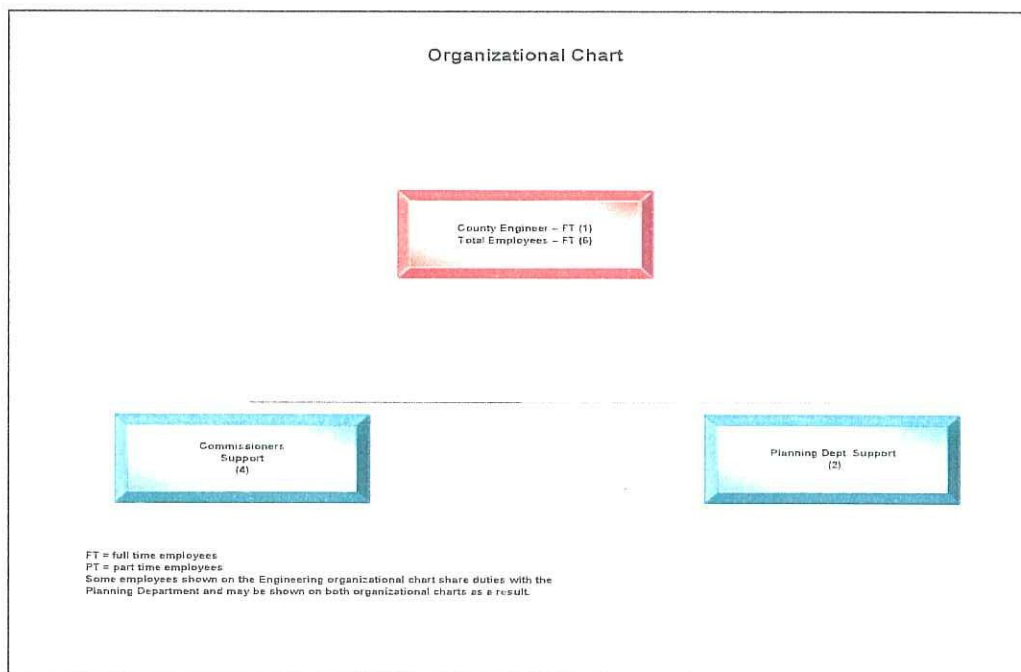 Organizational Chart
County Engineer – FT (1)
Total Employees – FT (6)
Commissioners
Support
(4)
Planning Dept. Support
(2)
FT = full time employees
PT = part time employees
Some employees shown on the Engineering organizational chart share duties with the
Planning Department and may be shown on both organizational charts as a result.